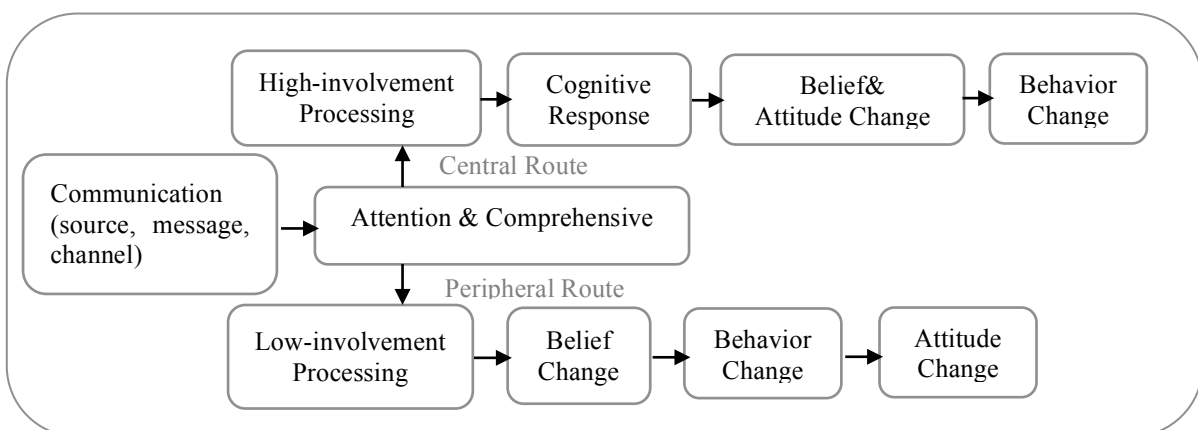 High-involvement
Processing
Cognitive
Response
Belief&
Attitude Change
Behavior
Change
Central Route
Communication
(source, message,
channel)
Attention & Comprehensive
Peripheral Route
Low-involvement
Processing
Belief
Change
Behavior
Change
Attitude
Change